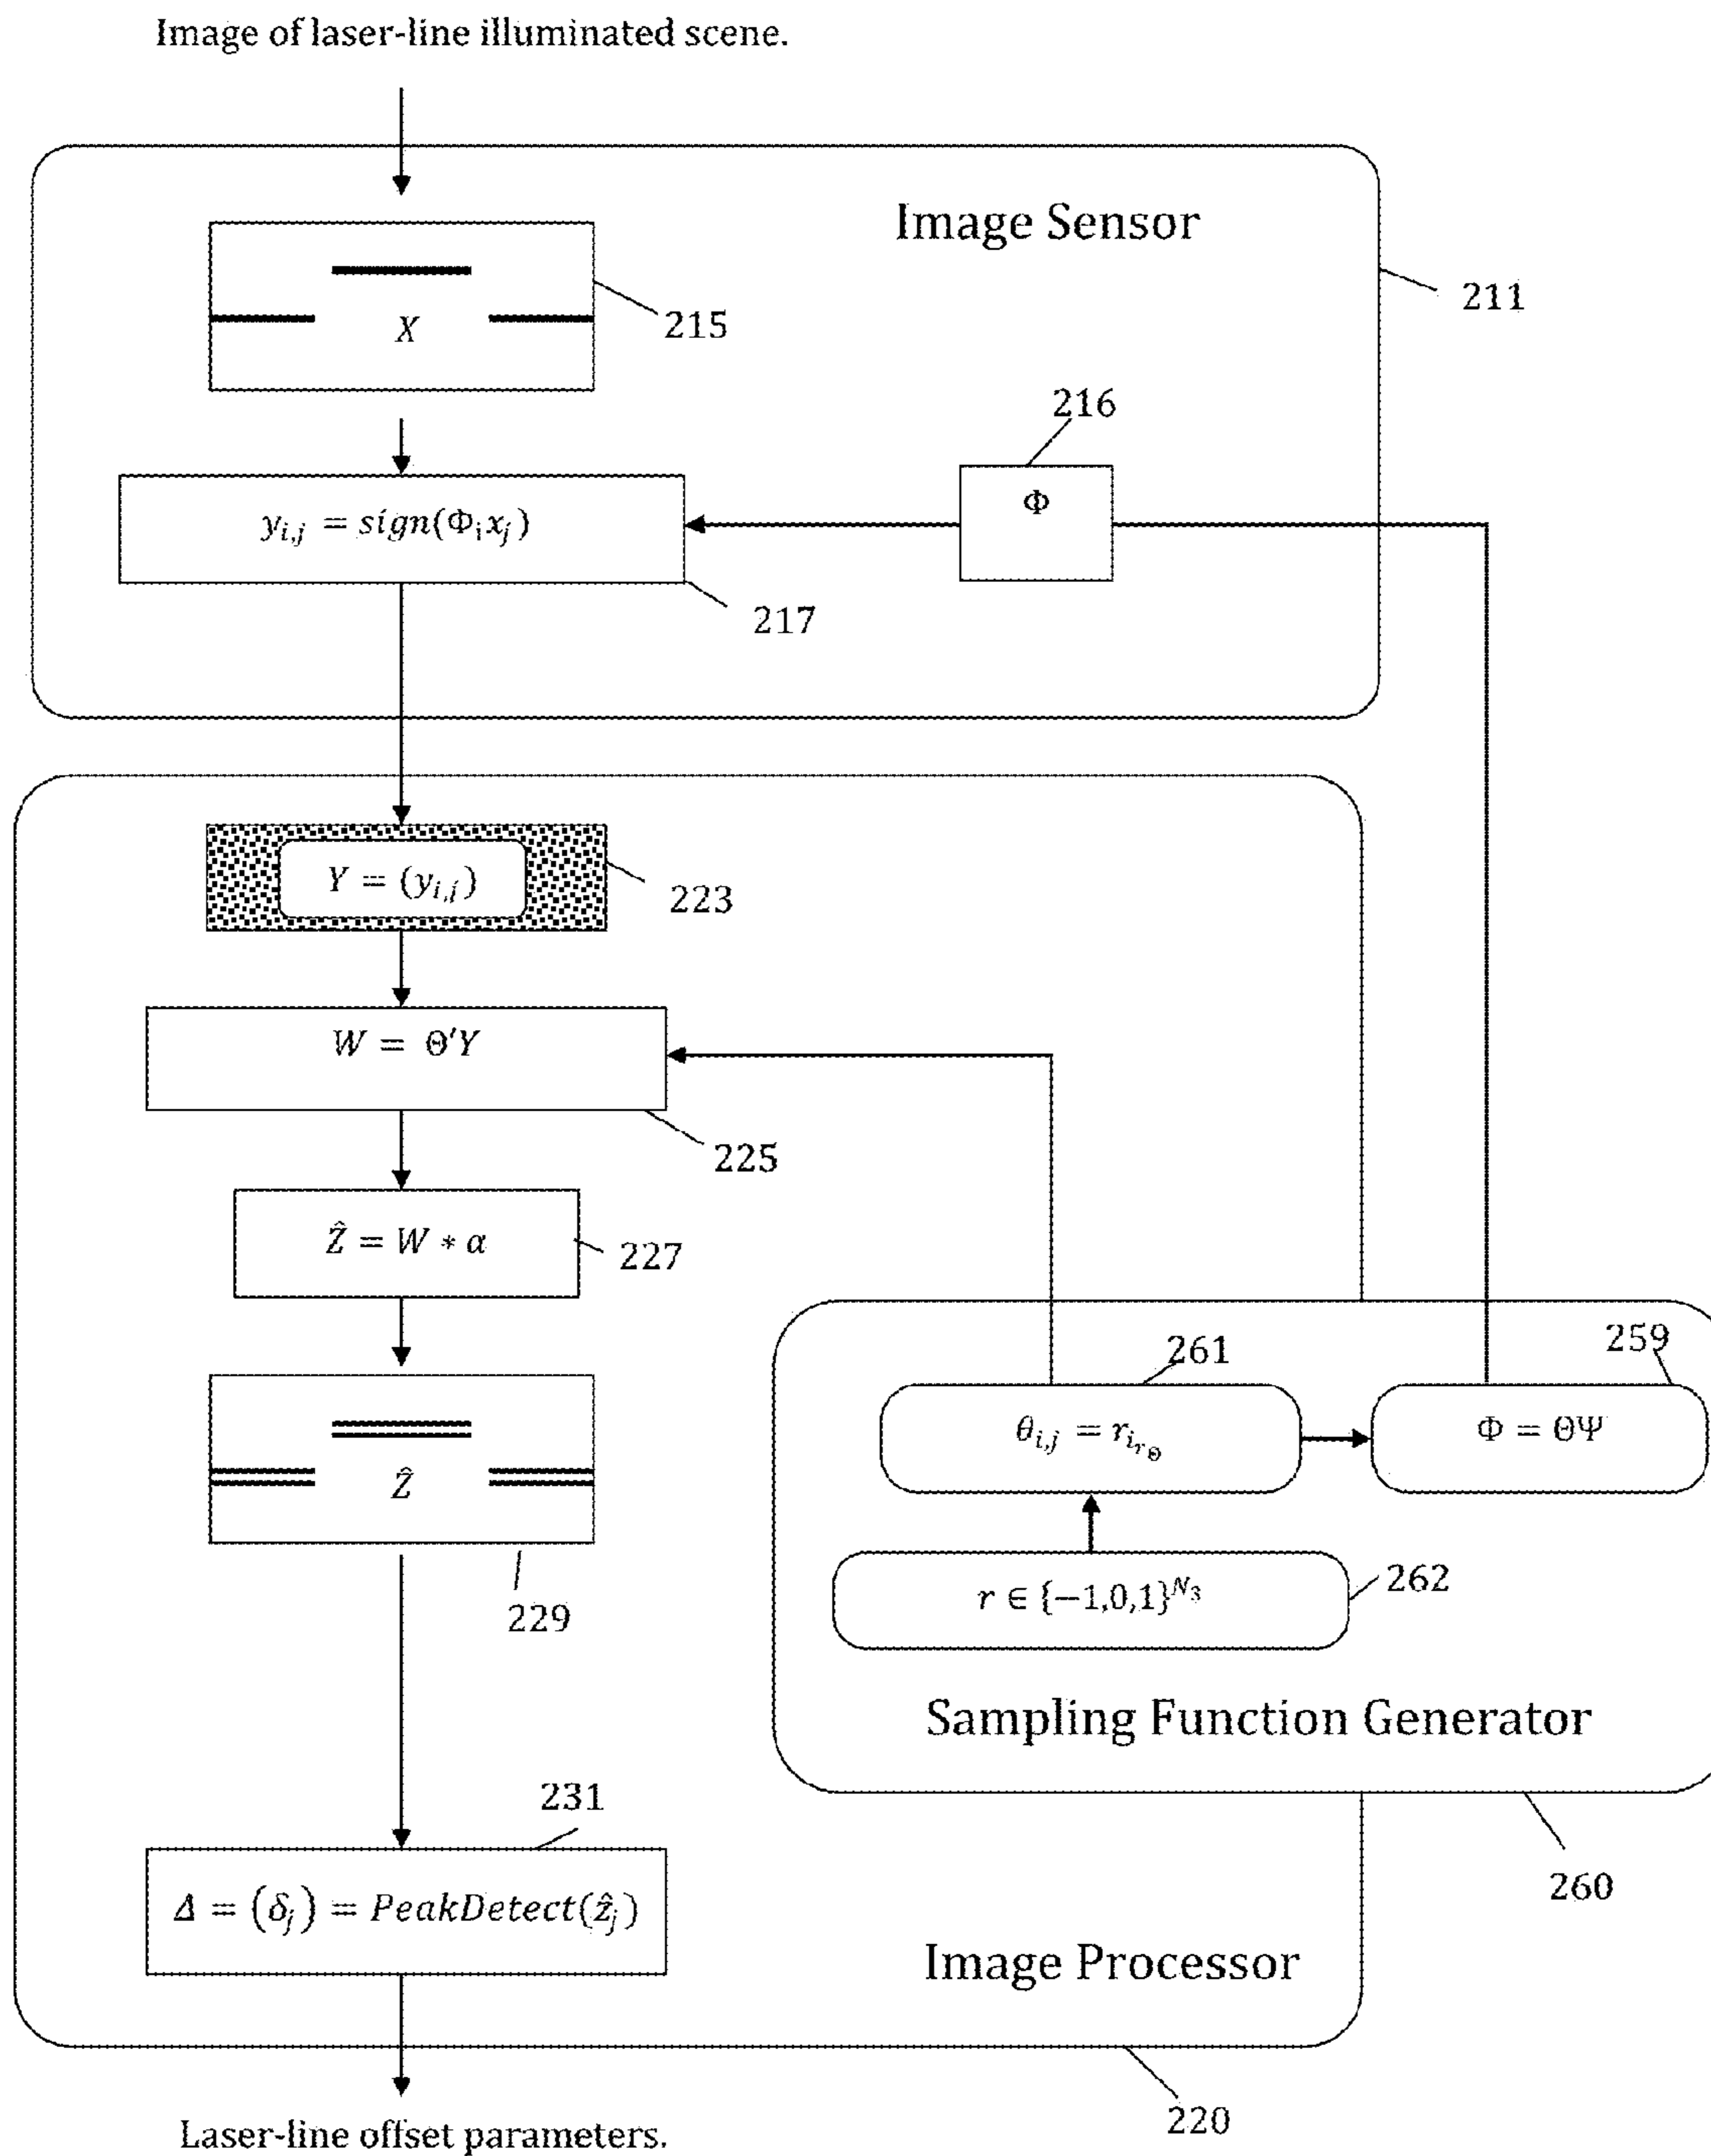 Image of laser-line illuminated scene.
Image Sensor
211
X
215
216
Φ
y_{i,j} = sign(Φ_i x_j)
217
Y = (y_{i,j})
223
W = Θ'Y
225
Ẑ = W * α
227
261
259
θ_{i,j} = r_{i_{r_Θ}}
Φ = ΘΨ
Ẑ
229
r ∈ {−1,0,1}^{N_3}
262
Sampling Function Generator
260
231
Δ = (δ_j) = PeakDetect(ẑ_j)
Image Processor
220
Laser-line offset parameters.